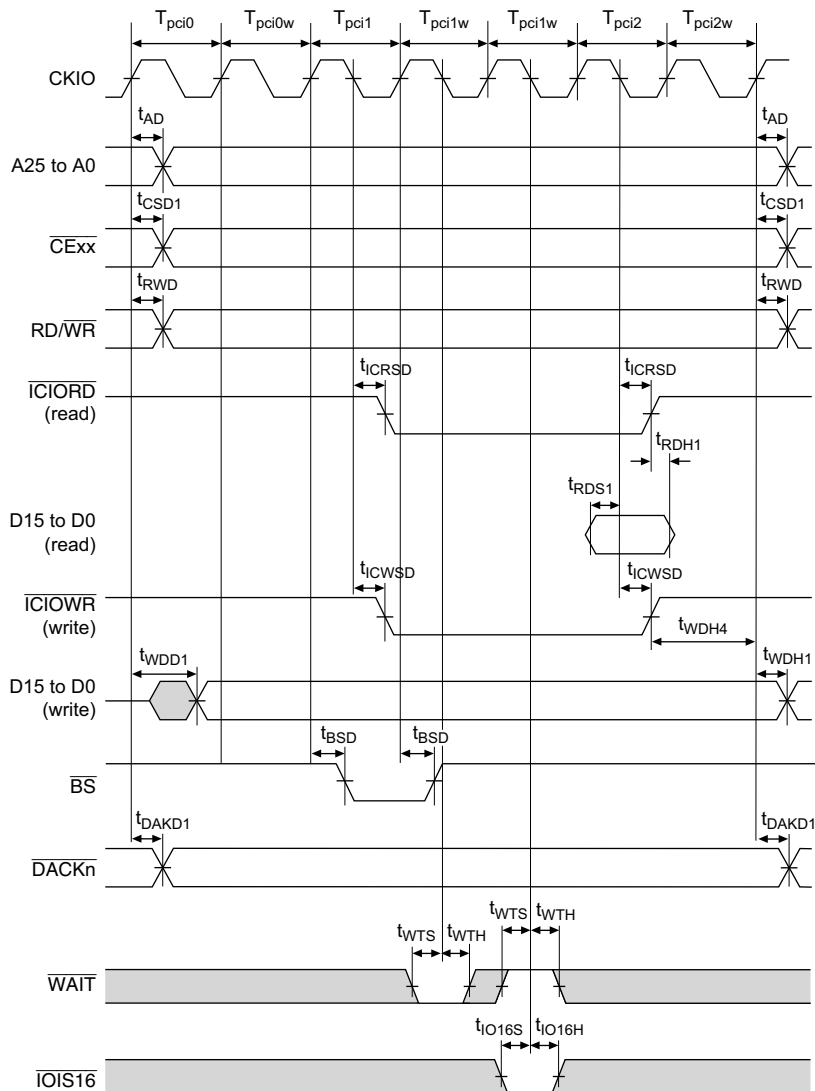 Tpci0 Tpci0w Tpci1 Tpci1w Tpci1w Tpci2 Tpci2w
CKIO
tAD tAD
A25 to A0
tCSD1 tCSD1
CExx
tRWD tRWD
RD/WR
tICRSD tICRSD
ICIORD
(read)
tRDH1
tRDS1
D15 to D0
(read)
tICWSD tICWSD
ICIOWR
(write)
tWDH4
tWDD1 tWDH1
D15 to D0
(write)
tBSD tBSD
BS
tDAKD1 tDAKD1
DACKn
tWTS tWTH tWTS tWTH
WAIT
tIO16S tIO16H
IOIS16